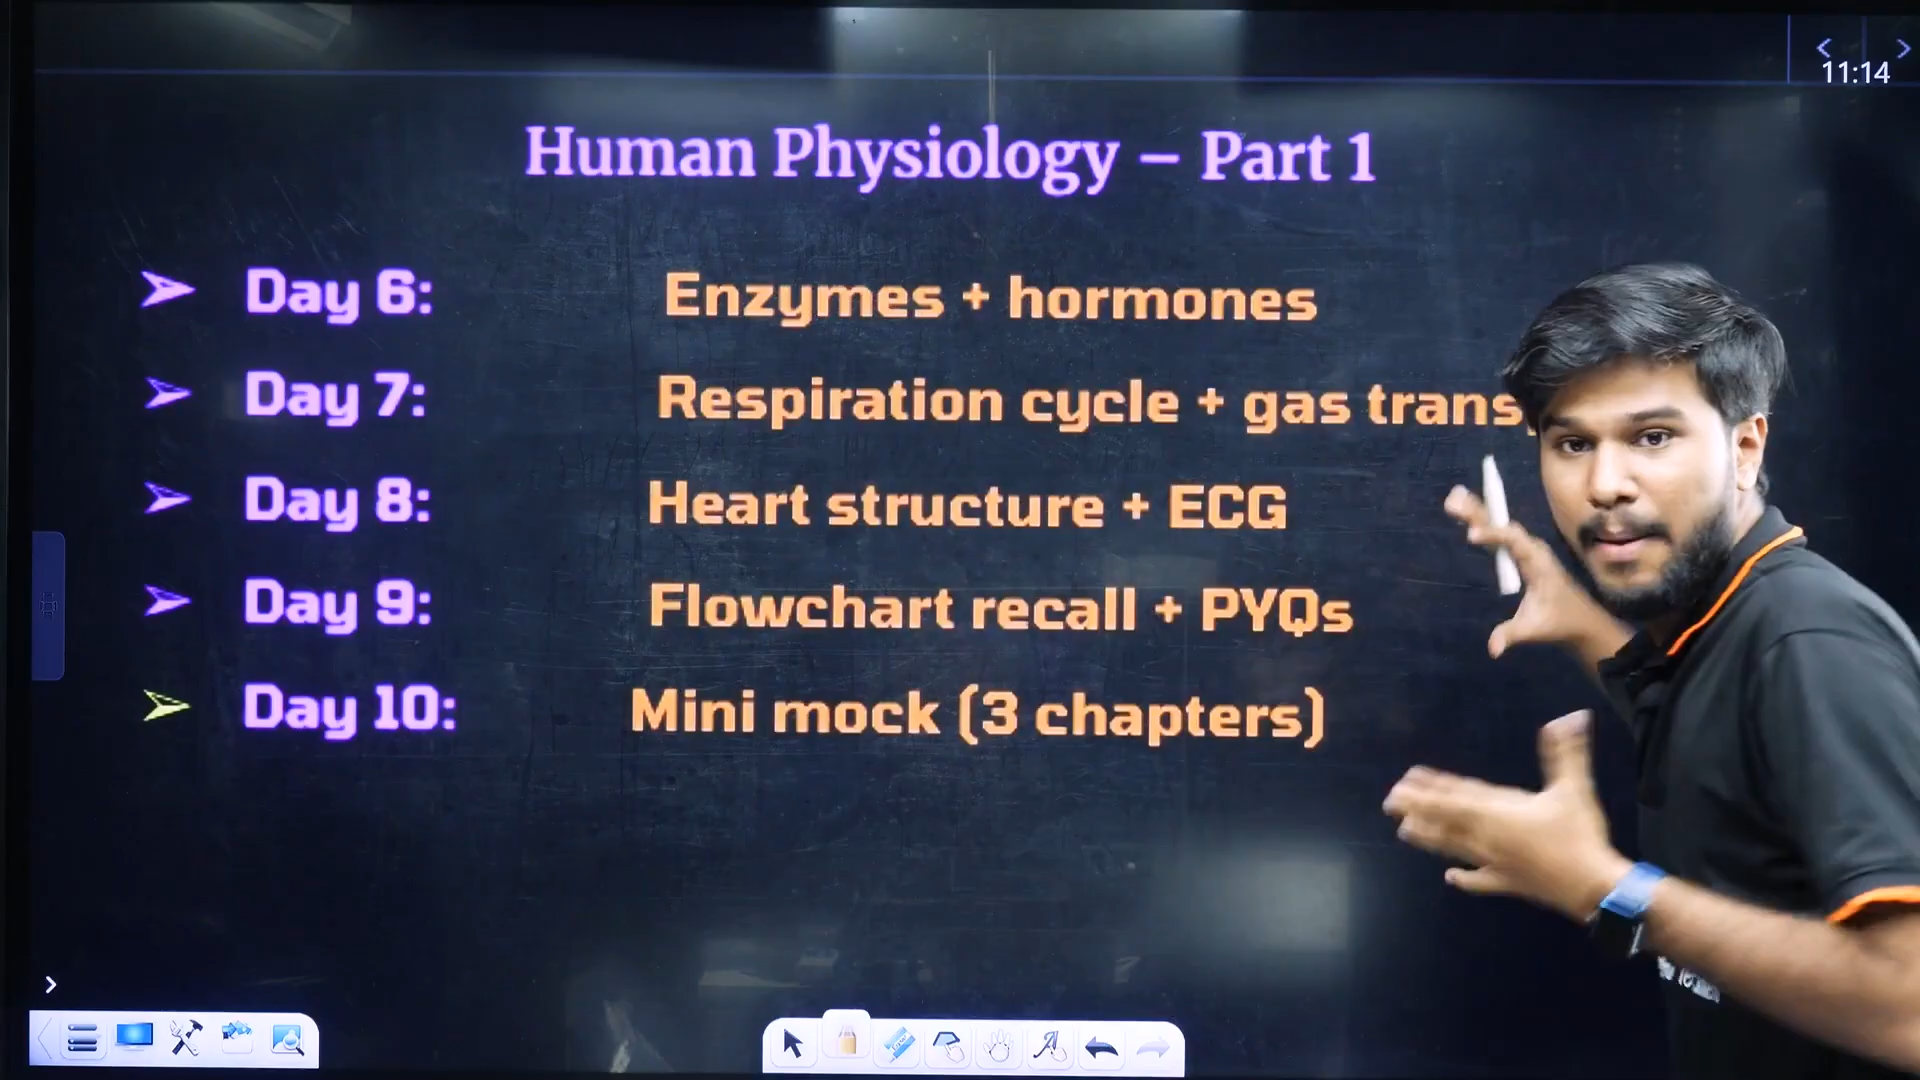 11:14
Human Physiology – Part 1
Day 6: Enzymes + hormones
Day 7: Respiration cycle + gas trans
Day 8: Heart structure + ECG
Day 9: Flowchart recall + PYQs
Day 10: Mini mock (3 chapters)